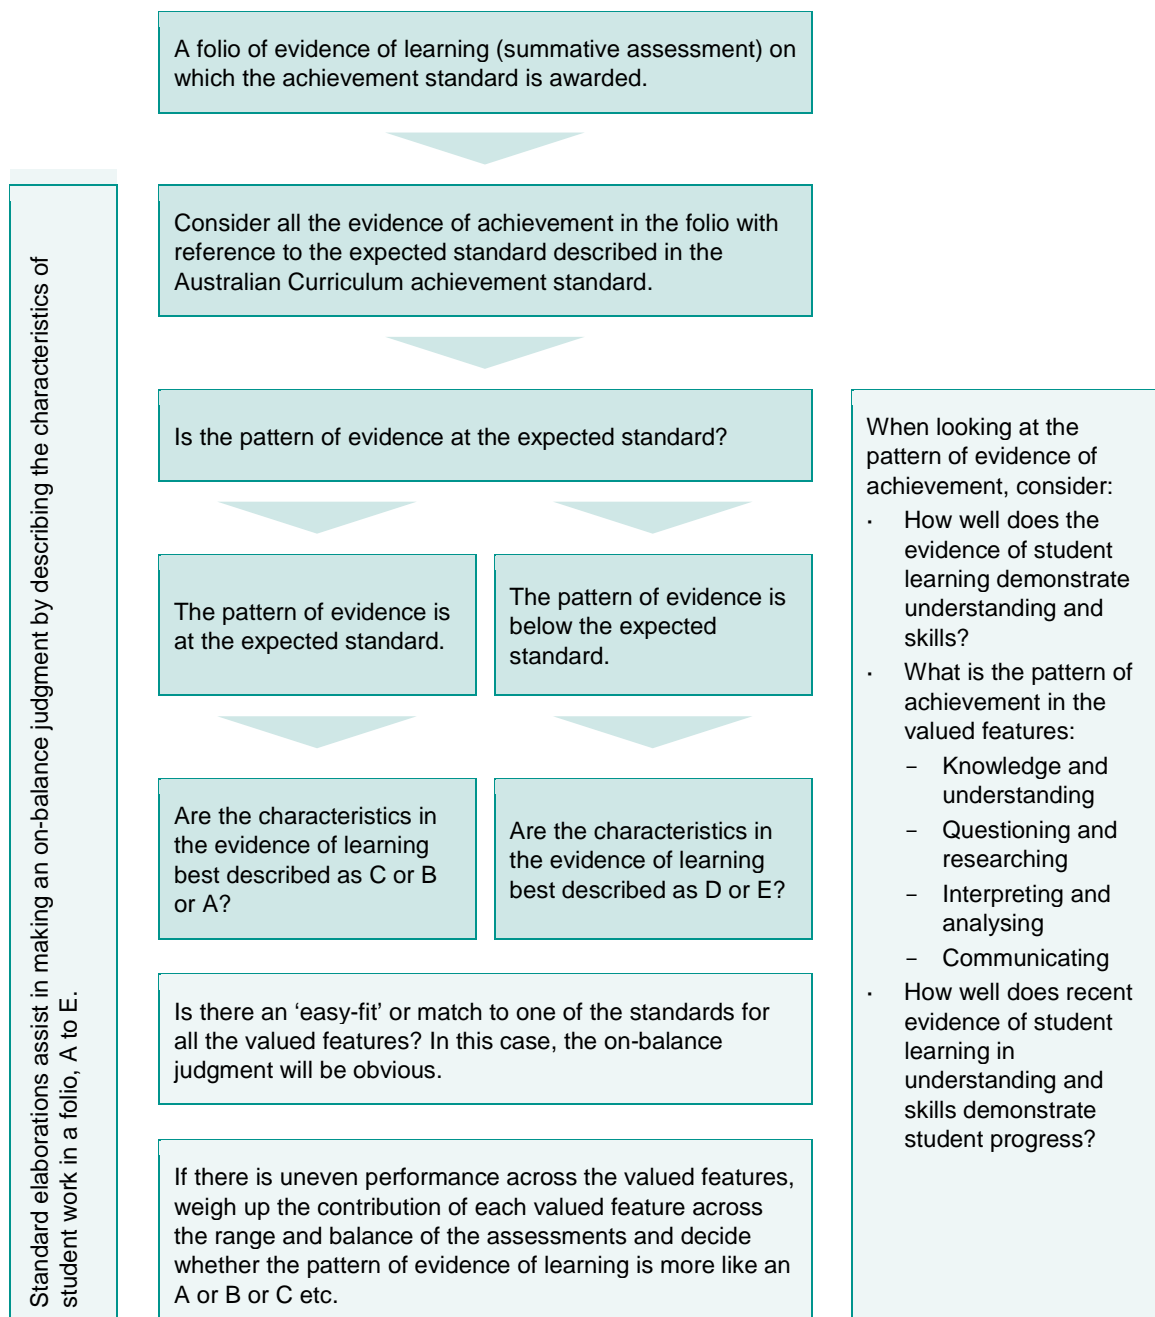 A folio of evidence of learning (summative assessment) on
which the achievement standard is awarded.
Standard elaborations assist in making an on-balance judgment by describing the characteristics of
student work in a folio, A to E.
Consider all the evidence of achievement in the folio with
reference to the expected standard described in the
Australian Curriculum achievement standard.
Is the pattern of evidence at the expected standard?
The pattern of evidence is
at the expected standard.
The pattern of evidence is
below the expected
standard.
Are the characteristics in
the evidence of learning
best described as C or B
or A?
Are the characteristics in
the evidence of learning
best described as D or E?
Is there an ‘easy-fit’ or match to one of the standards for
all the valued features? In this case, the on-balance
judgment will be obvious.
If there is uneven performance across the valued features,
weigh up the contribution of each valued feature across
the range and balance of the assessments and decide
whether the pattern of evidence of learning is more like an
A or B or C etc.
When looking at the
pattern of evidence of
achievement, consider:
· How well does the
evidence of student
learning demonstrate
understanding and
skills?
· What is the pattern of
achievement in the
valued features:
− Knowledge and
understanding
− Questioning and
researching
− Interpreting and
analysing
− Communicating
· How well does recent
evidence of student
learning in
understanding and
skills demonstrate
student progress?